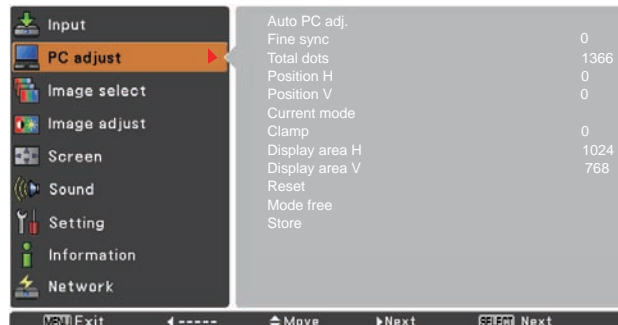 Input
PC adjust
Image select
Image adjust
Screen
Sound
Setting
Information
Network
Auto PC adj.
Fine sync 0
Total dots 1366
Position H 0
Position V 0
Current mode
Clamp 0
Display area H 1024
Display area V 768
Reset
Mode free
Store
MENU Exit ◀ ----- Move ▶Next SELECT Next